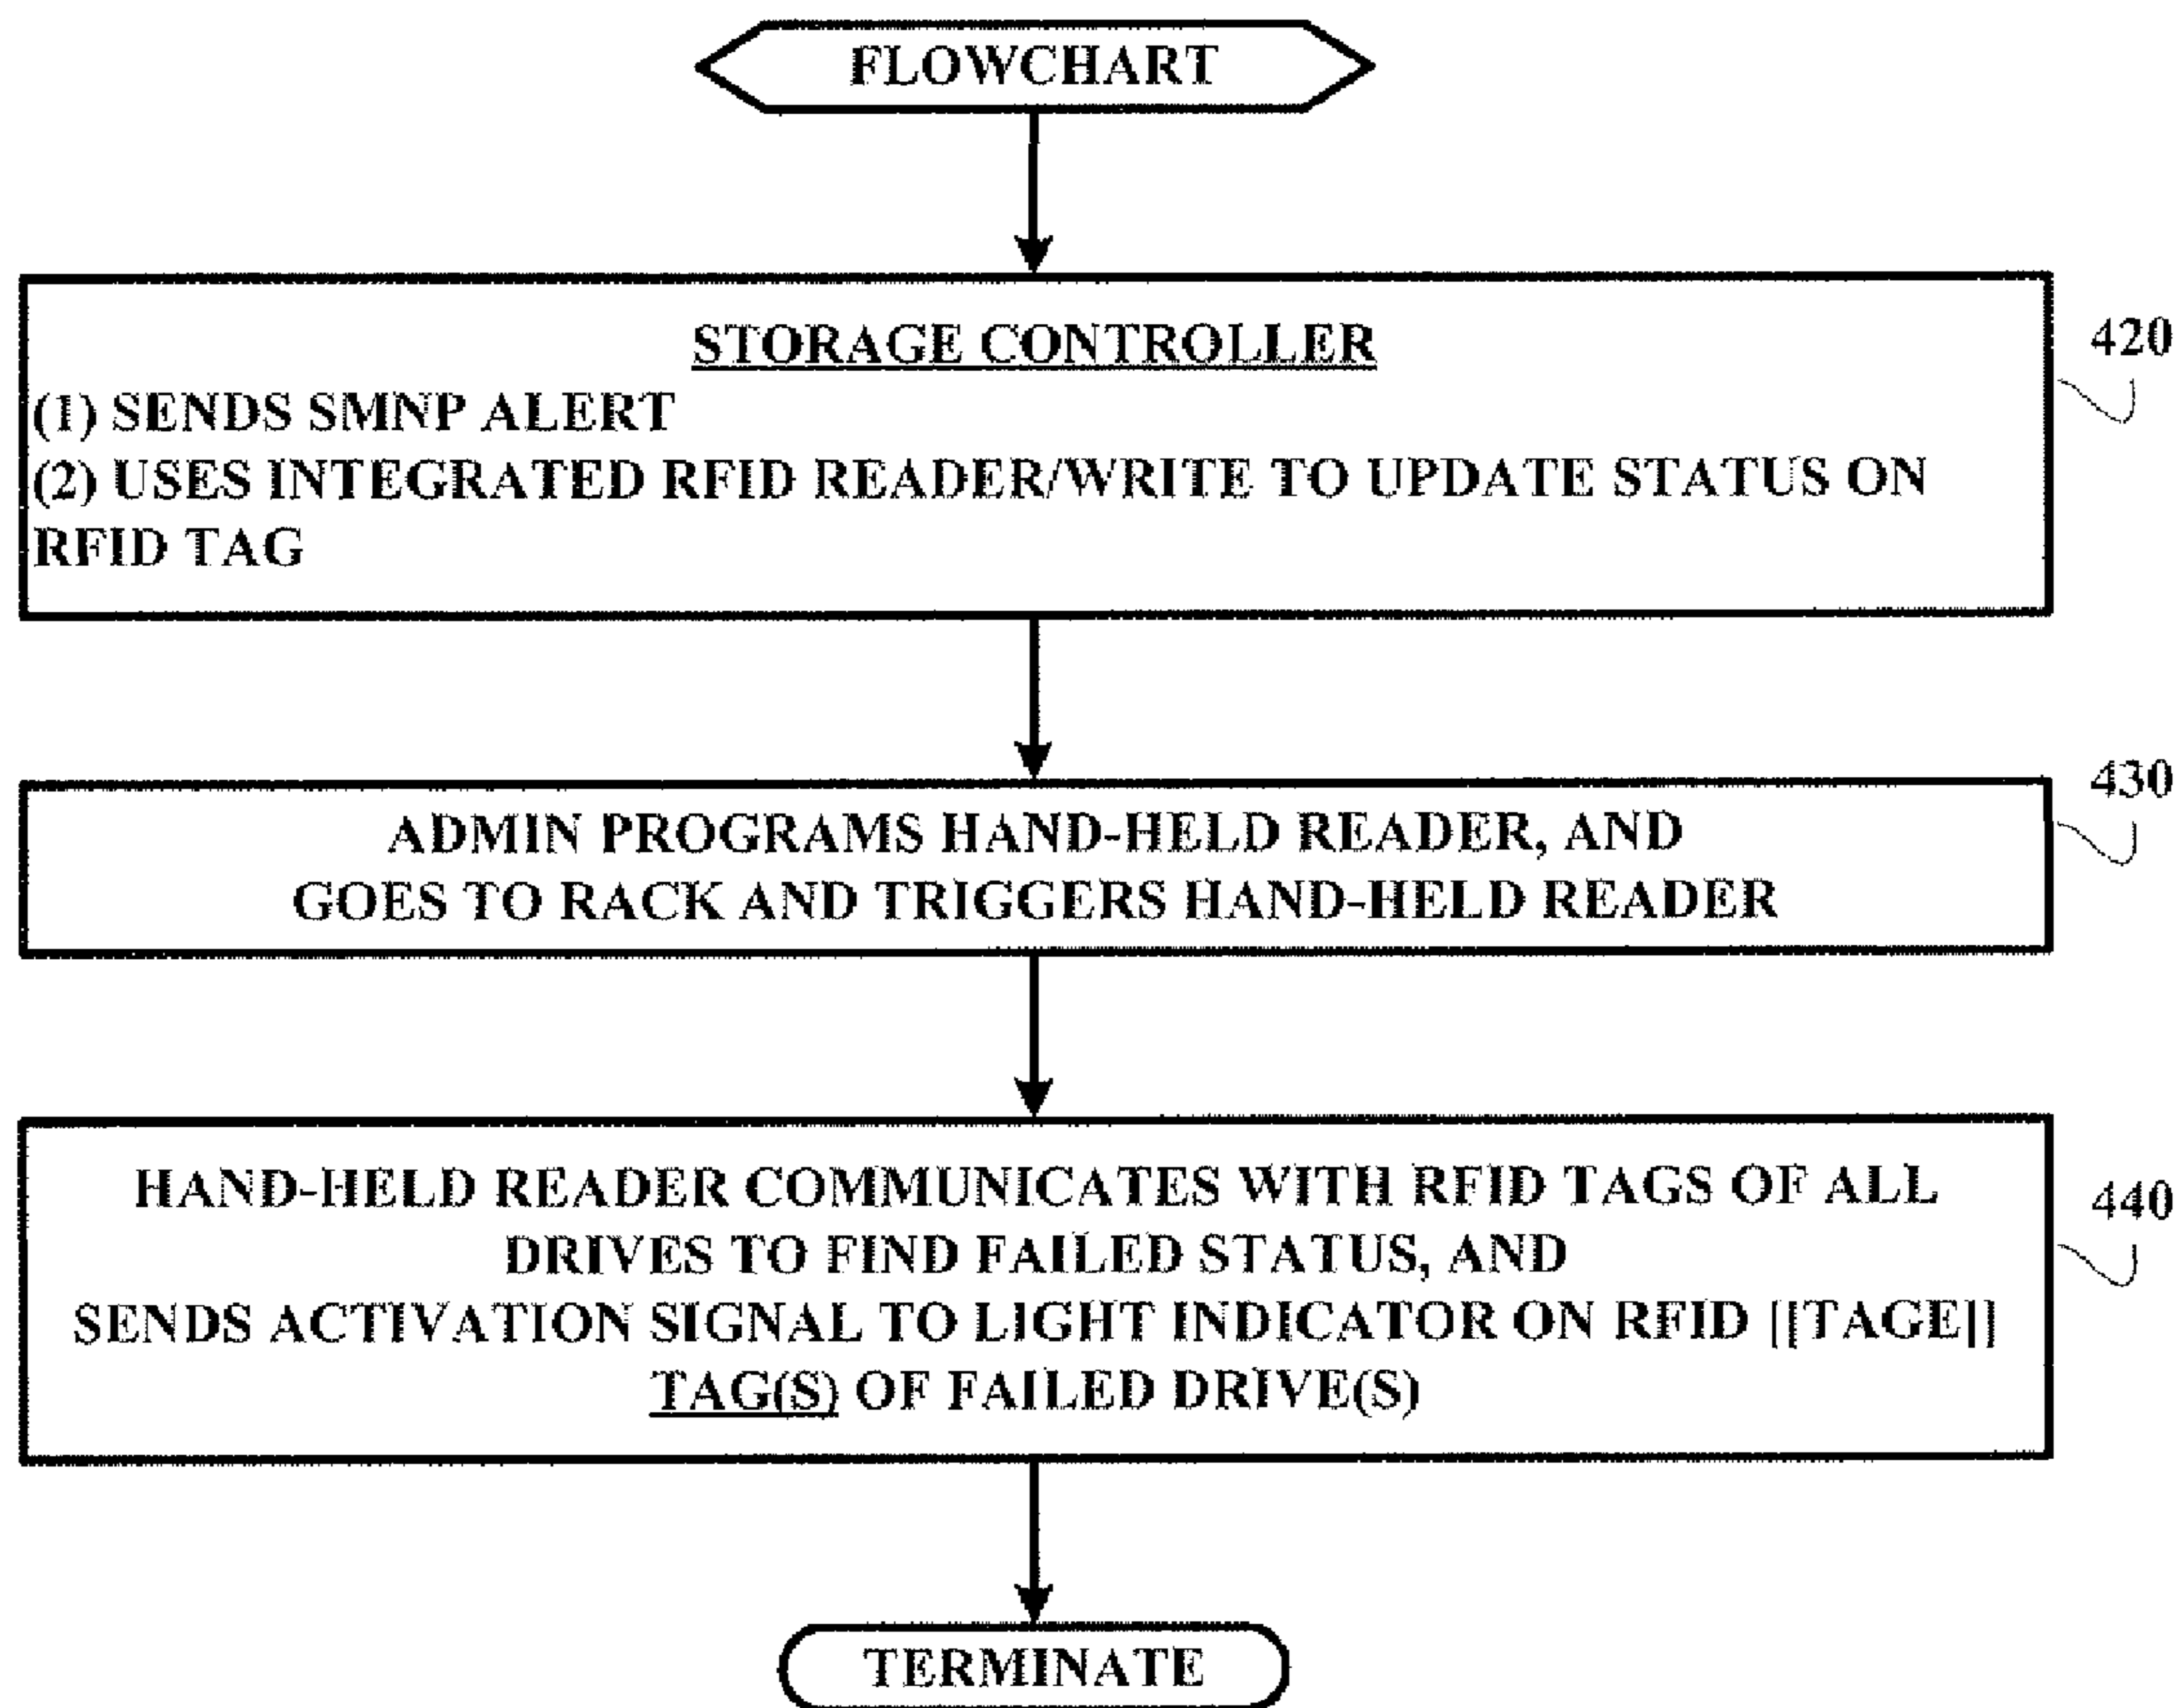 FLOWCHART
STORAGE CONTROLLER
420
(1) SENDS SMNP ALERT
(2) USES INTEGRATED RFID READER/WRITE TO UPDATE STATUS ON
RFID TAG
430
ADMIN PROGRAMS HAND-HELD READER, AND
GOES TO RACK AND TRIGGERS HAND-HELD READER
HAND-HELD READER COMMUNICATES WITH RFID TAGS OF ALL
440
DRIVES TO FIND FAILED STATUS, AND
SENDS ACTIVATION SIGNAL TO LIGHT INDICATOR ON RFID [[TAGE]]
TAG(S) OF FAILED DRIVE(S)
TERMINATE